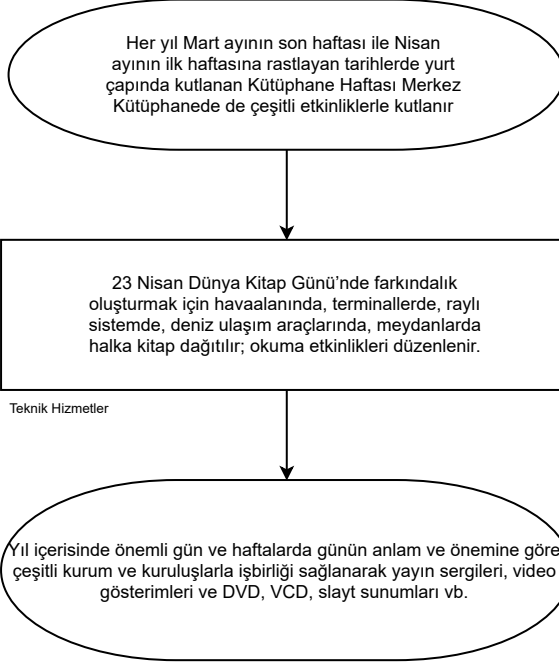 Her yıl Mart ayının son haftası ile Nisan
ayının ilk haftasına rastlayan tarihlerde yurt
çapında kutlanan Kütüphane Haftası Merkez
Kütüphanede de çeşitli etkinliklerle kutlanır
23 Nisan Dünya Kitap Günü’nde farkındalık
oluşturmak için havaalanında, terminallerde, raylı
sistemde, deniz ulaşım araçlarında, meydanlarda
halka kitap dağıtılır; okuma etkinlikleri düzenlenir.
Teknik Hizmetler
Yıl içerisinde önemli gün ve haftalarda günün anlam ve önemine göre
çeşitli kurum ve kuruluşlarla işbirliği sağlanarak yayın sergileri, video
gösterimleri ve DVD, VCD, slayt sunumları vb.